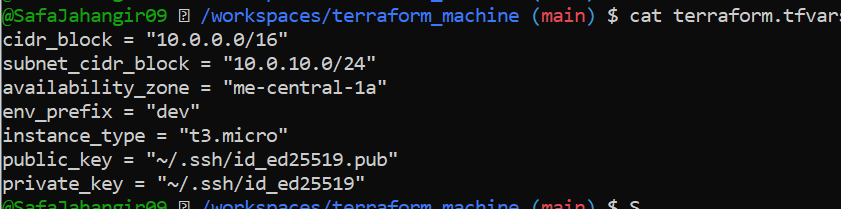 @SafaJahangir09 /workspaces/terraform_machine (main) $ cat terraform.tfvars
cidr_block = "10.0.0.0/16"
subnet_cidr_block = "10.0.10.0/24"
availability_zone = "me-central-1a"
env_prefix = "dev"
instance_type = "t3.micro"
public_key = "~/.ssh/id_ed25519.pub"
private_key = "~/.ssh/id_ed25519"
@SafaJahangir09 /workspaces/terraform_machine (main) $